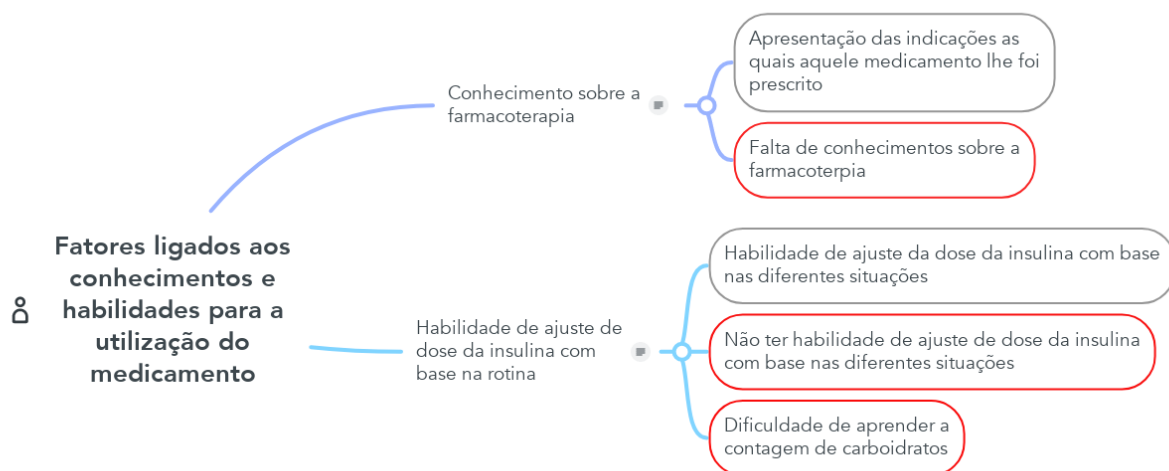 Fatores ligados aos
conhecimentos e
habilidades para a
utilização do
medicamento
Conhecimento sobre a
farmacoterapia
Apresentação das indicações as
quais aquele medicamento lhe foi
prescrito
Falta de conhecimentos sobre a
farmacoterpia
Habilidade de ajuste de
dose da insulina com
base na rotina
Habilidade de ajuste da dose da insulina com base
nas diferentes situações
Não ter habilidade de ajuste de dose da insulina
com base nas diferentes situações
Dificuldade de aprender a
contagem de carboidratos